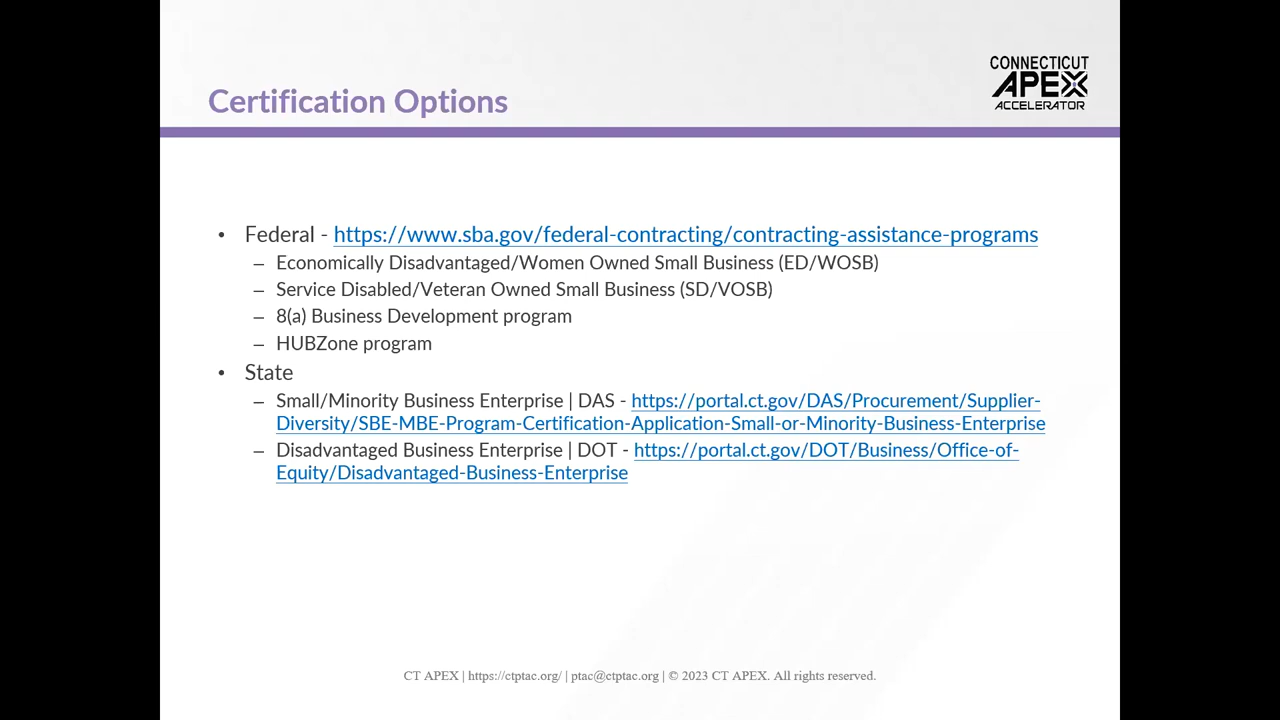 CONNECTICUT
APEX
ACCELERATOR
Certification Options
• Federal - https://www.sba.gov/federal-contracting/contracting-assistance-programs
– Economically Disadvantaged/Women Owned Small Business (ED/WOSB)
– Service Disabled/Veteran Owned Small Business (SD/VOSB)
– 8(a) Business Development program
– HUBZone program
• State
– Small/Minority Business Enterprise | DAS - https://portal.ct.gov/DAS/Procurement/Supplier-
Diversity/SBE-MBE-Program-Certification-Application-Small-or-Minority-Business-Enterprise
– Disadvantaged Business Enterprise | DOT - https://portal.ct.gov/DOT/Business/Office-of-
Equity/Disadvantaged-Business-Enterprise
CT APEX | https://ctptac.org/ | ptac@ctptac.org | © 2023 CT APEX. All rights reserved.